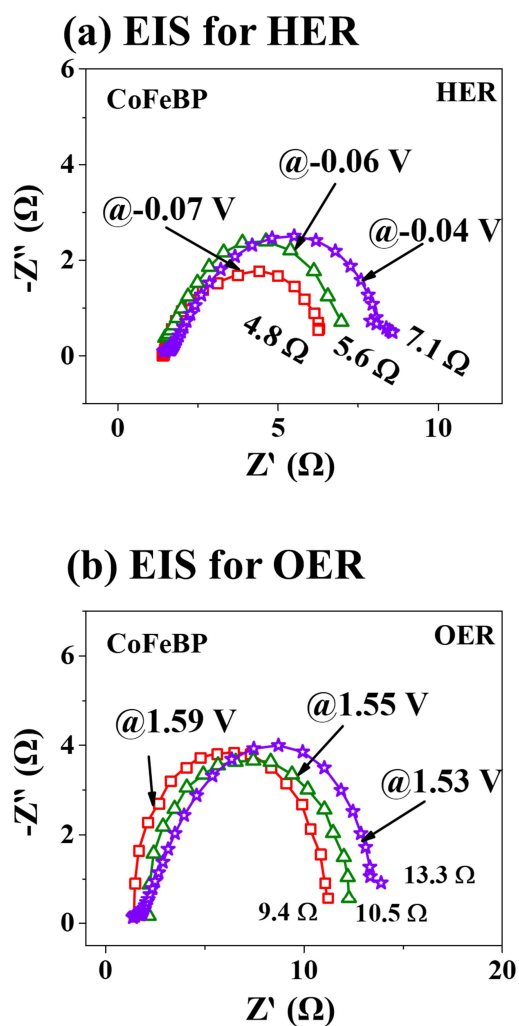 (a) EIS for HER
6
CoFeBP HER
@-0.06 V
@-0.07 V
4
@-0.04 V
2
4.8 Ω 5.6 Ω 7.1 Ω
0
0 5 10
-Z'' (Ω)
Z' (Ω)
(b) EIS for OER
CoFeBP OER
6
@1.59 V @1.55 V
4
@1.53 V
2
13.3 Ω
9.4 Ω 10.5 Ω
0
0 10 20
-Z'' (Ω)
Z' (Ω)